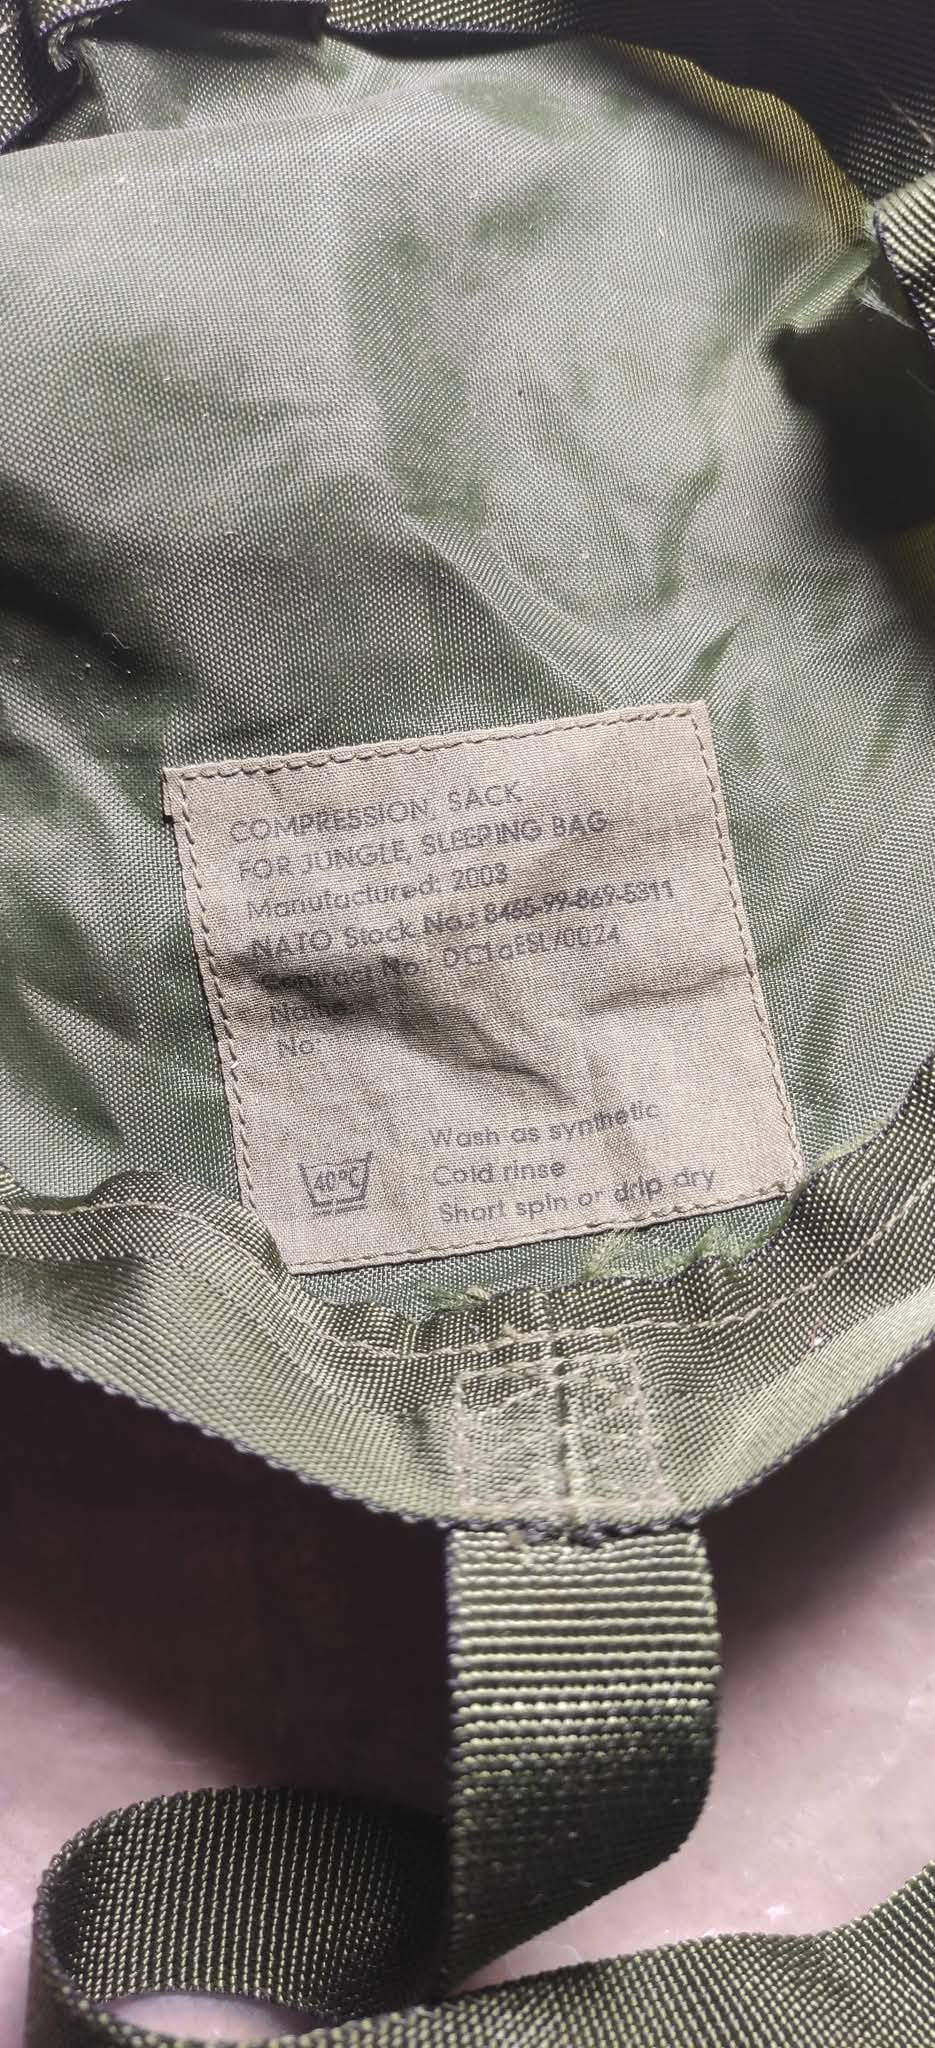 COMPRESSION, SACK
FOR JUNGLE, SLEEPING BAG
Manufactured: 2003
NATO Stock No.: 8465-99-869-5311
Contract No.: DC1aESL/0024
Name:
No:
Wash as synthetic
40°C
Cold rinse
Short spin or drip dry